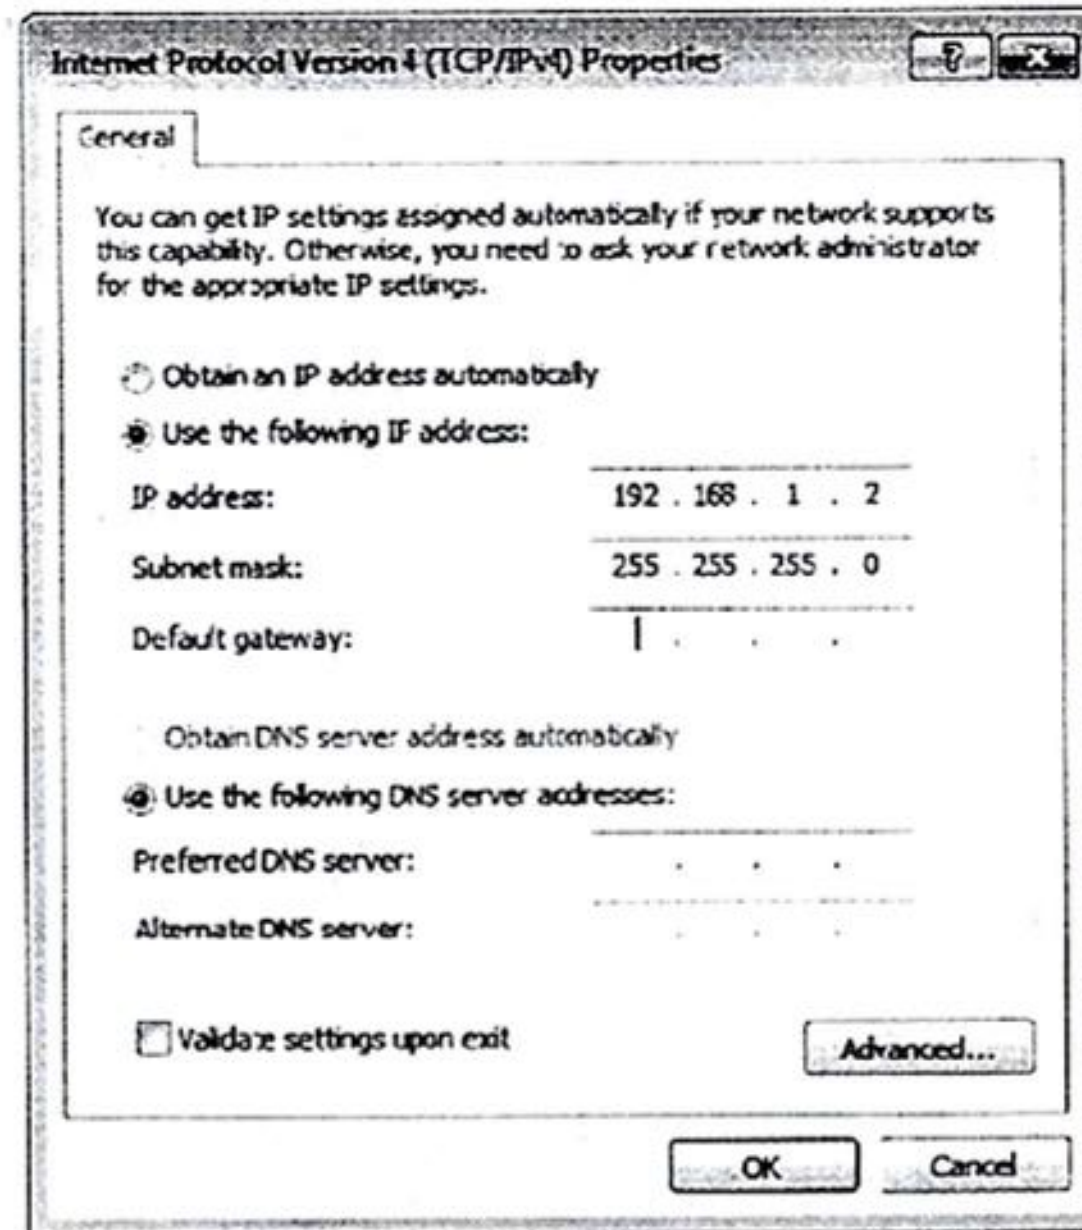 Internet Protocol Version 4 (TCP/IPv4) Properties
General
You can get IP settings assigned automatically if your network supports
this capability. Otherwise, you need to ask your network administrator
for the appropriate IP settings.
Obtain an IP address automatically
Use the following IP address:
IP address: 192 . 168 . 1 . 2
Subnet mask: 255 . 255 . 255 . 0
Default gateway: . . .
Obtain DNS server address automatically
Use the following DNS server addresses:
Preferred DNS server: . . .
Alternate DNS server: . . .
Validate settings upon exit
Advanced...
OK Cancel